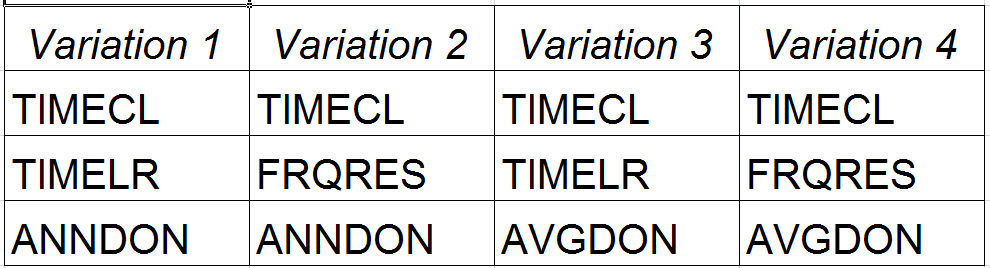 Variation 1 Variation 2 Variation 3 Variation 4
TIMECL TIMECL TIMECL TIMECL
TIMELR FRQRES TIMELR FRQRES
ANNDON ANNDON AVGDON AVGDON